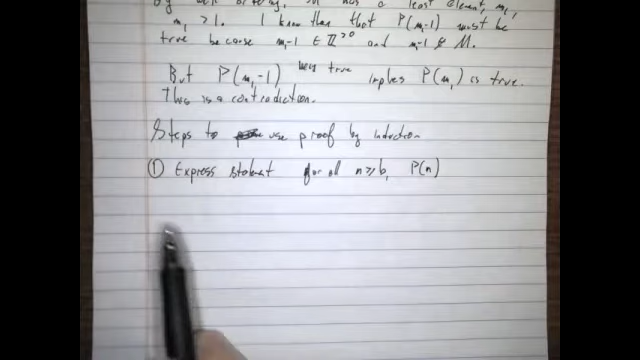 By well ordering, M has a least element, m₁,
m₁ > 1. I know then that P(m₁-1) must be
true because m₁-1 ∈ ℤ^>0 and m₁-1 ∉ M.
But P(m₁-1) being true implies P(m₁) is true.
This is a contradiction.
Steps to use proof by induction
① Express statement for all n ≥ b, P(n)